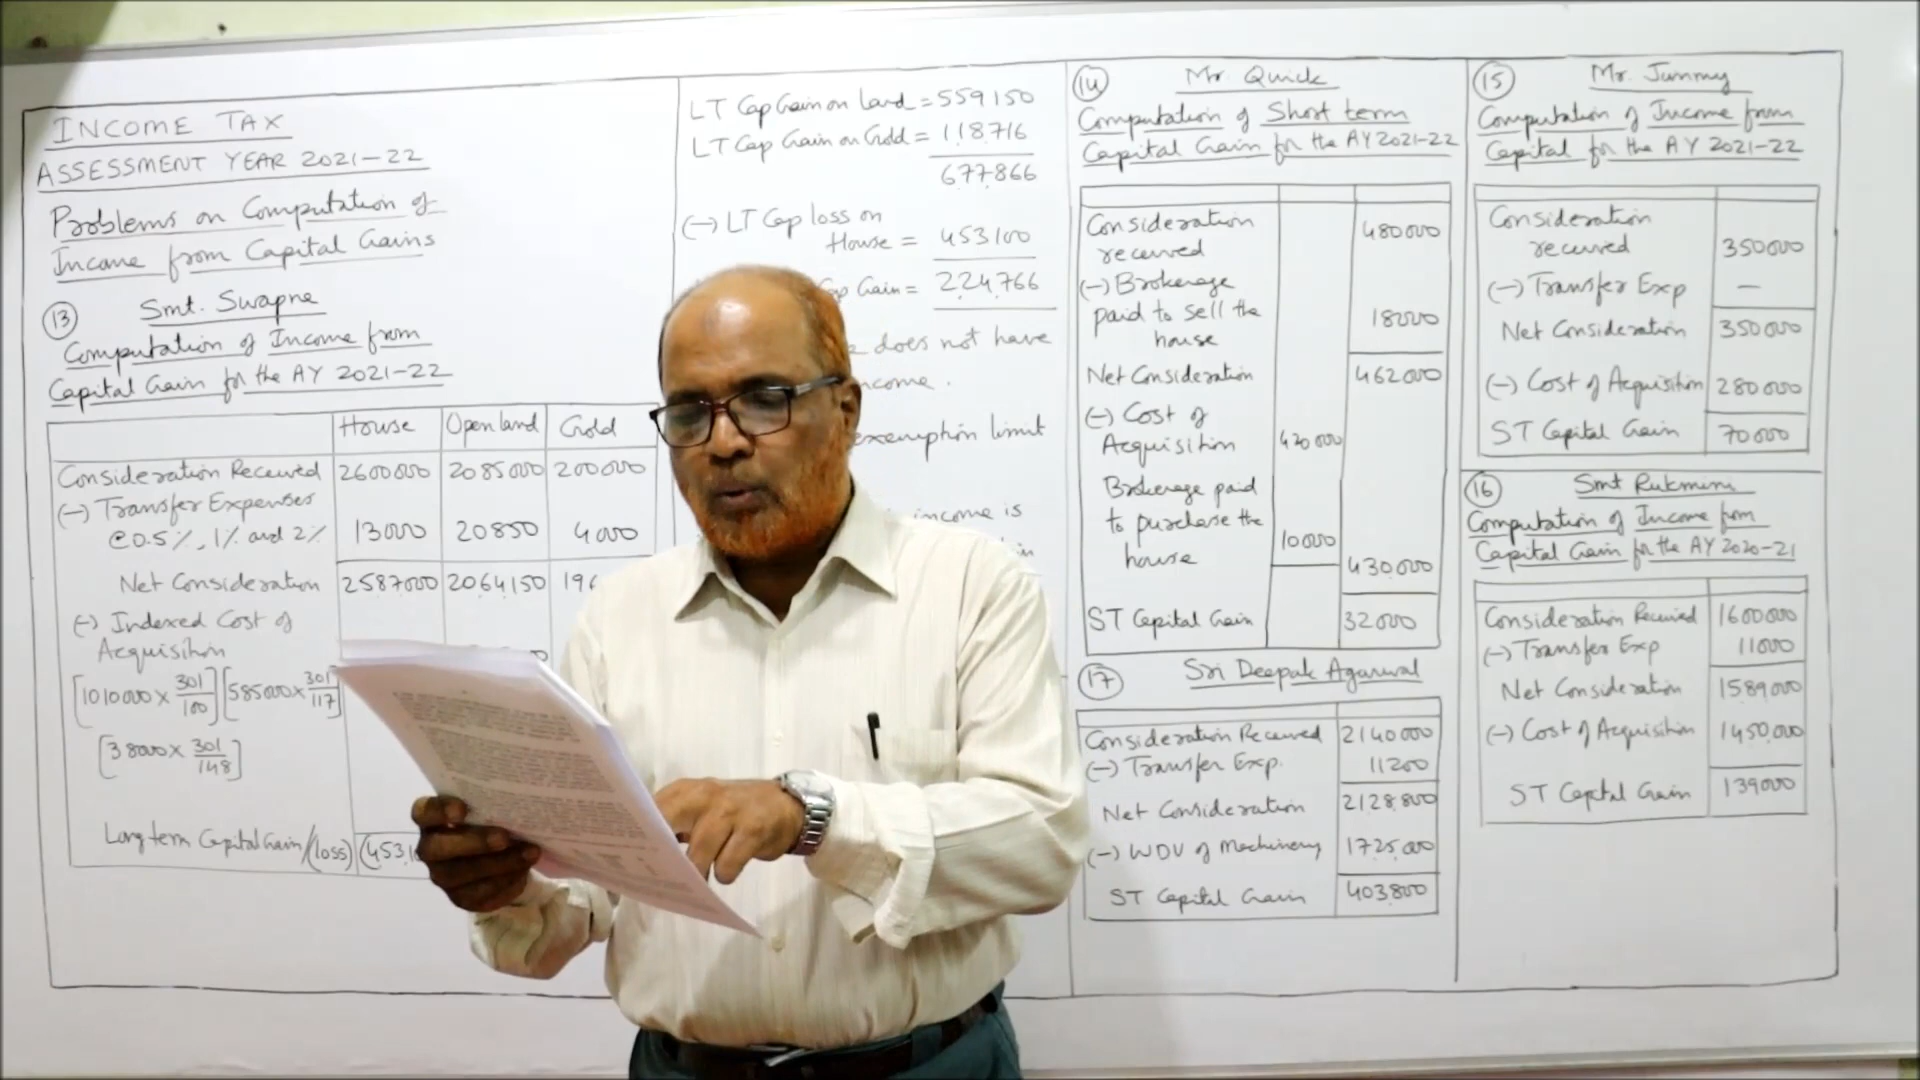 INCOME TAX
ASSESSMENT YEAR 2021-22
Problems on Computation of
Income from Capital Gains
13 Smt. Swapna
Computation of Income from
Capital Gain for the AY 2021-22
House Open land Gold
Consideration Received 2600000 2085000 200000
(-) Transfer Expenses
@0.5%, 1% and 2% 13000 20850 4000
Net Consideration 2587000 2064150 196
(-) Indexed Cost of
Acquisition
[1010000 × 301/100] [585000 × 301/117]
[38000 × 301/148]
Long term Capital Gain/(loss) (453,1
LT Cap Gain on Land = 559150
LT Cap Gain on Gold = 118716
677866
(-) LT Cap loss on
House = 453100
Gain = 224,766
does not have
income.
exemption limit
income is
14 Mr. Quick
Computation of Short term
Capital Gain for the AY 2021-22
Consideration
received 480000
(-) Brokerage
paid to sell the
house 18000
Net Consideration 462000
(-) Cost of
Acquisition 420000
Brokerage paid
to purchase the
house 10000
430000
ST Capital Gain 32000
17 Sri Deepak Agarwal
Consideration Received 2140000
(-) Transfer Exp. 11200
Net Consideration 2128800
(-) WDV of Machinery 1725000
ST Capital Gain 403800
15 Mr. Jummy
Computation of Income from
Capital for the AY 2021-22
Consideration
received 350000
(-) Transfer Exp —
Net Consideration 350000
(-) Cost of Acquisition 280000
ST Capital Gain 70000
16 Smt Rukmini
Computation of Income from
Capital Gain for the AY 2020-21
Consideration Received 1600000
(-) Transfer Exp 11000
Net Consideration 1589000
(-) Cost of Acquisition 1450,000
ST Capital Gain 139000